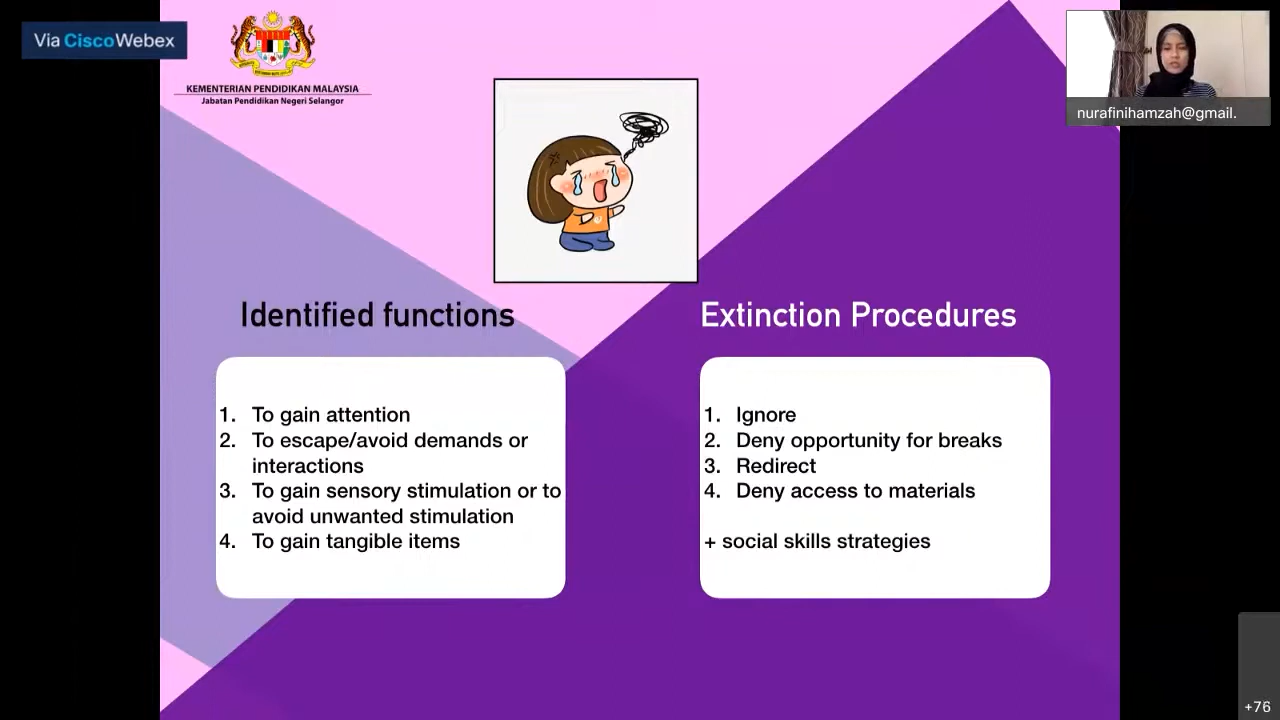 Via CiscoWebex
KEMENTERIAN PENDIDIKAN MALAYSIA
Jabatan Pendidikan Negeri Selangor
nurafinihamzah@gmail.
Identified functions
1. To gain attention
2. To escape/avoid demands or
interactions
3. To gain sensory stimulation or to
avoid unwanted stimulation
4. To gain tangible items
Extinction Procedures
1. Ignore
2. Deny opportunity for breaks
3. Redirect
4. Deny access to materials
+ social skills strategies
+76